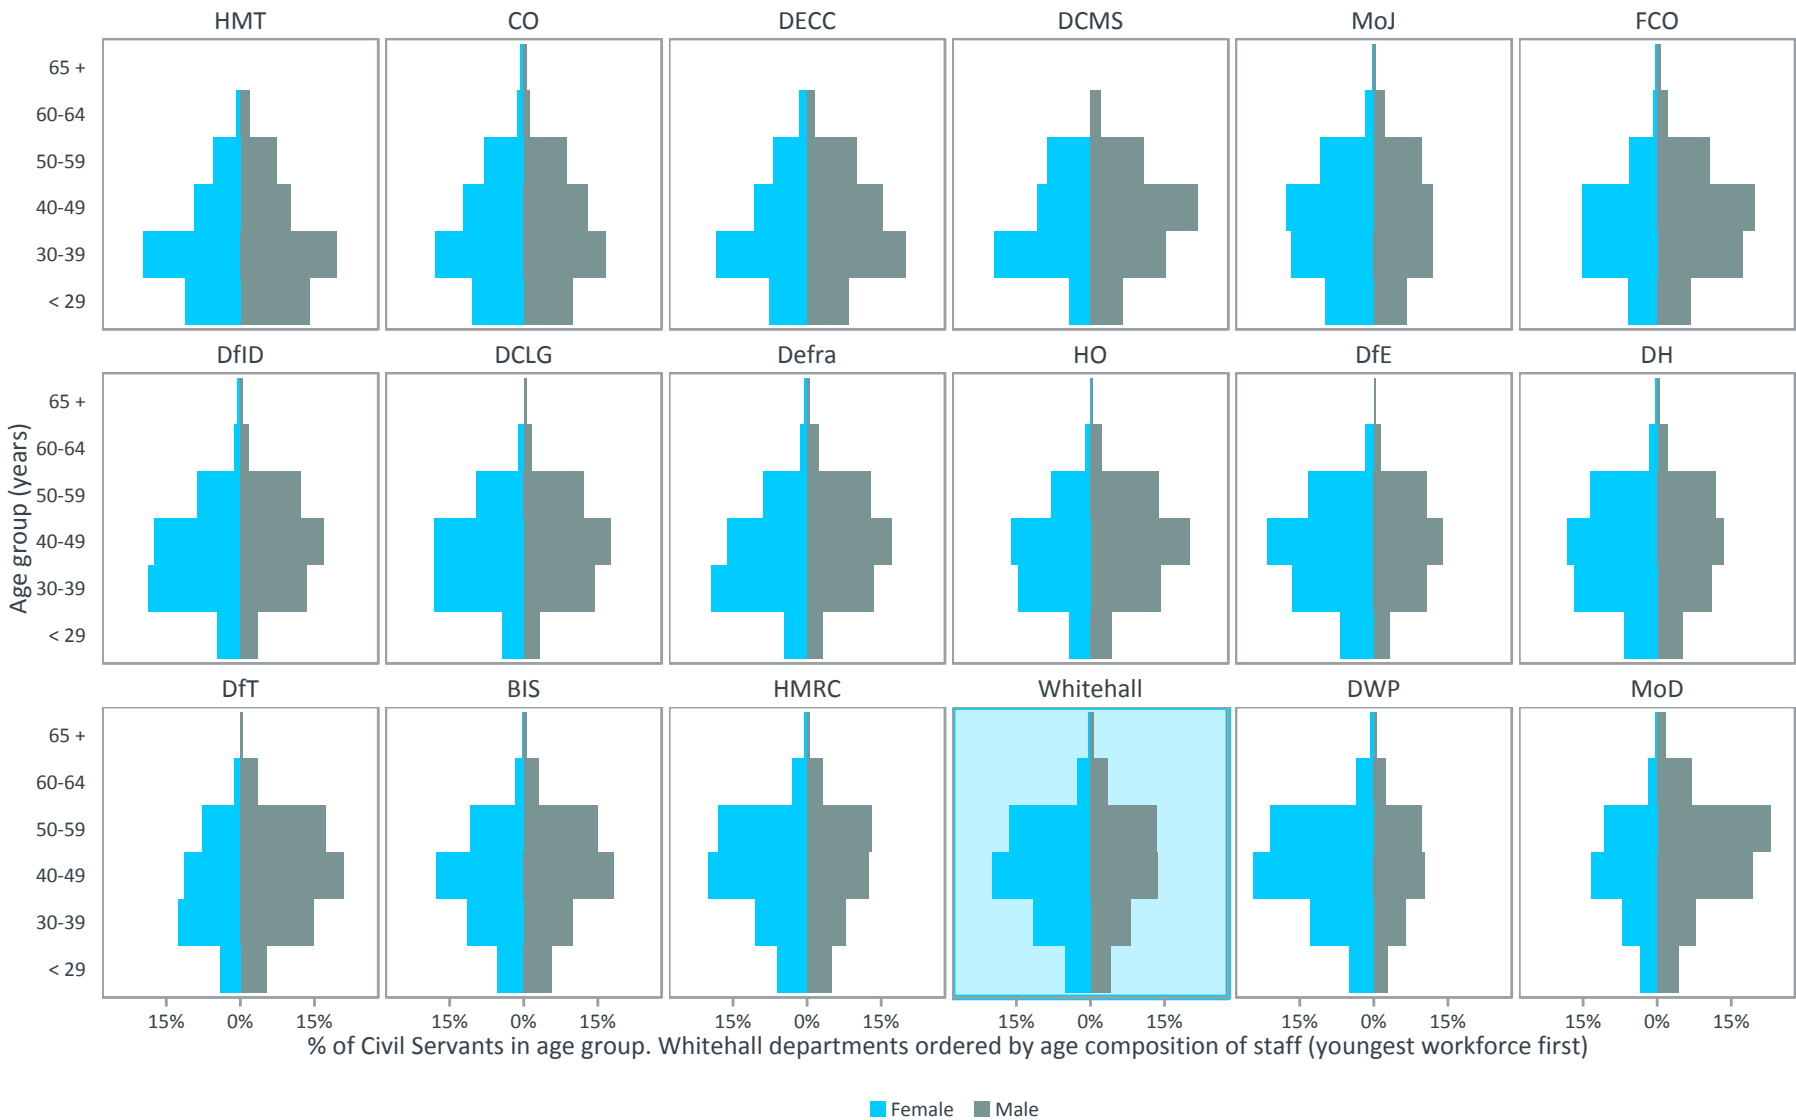 HMT CO DECC DCMS MoJ FCO
65 +
60-64
50-59
40-49
30-39
< 29
DfID DCLG Defra HO DfE DH
65 +
60-64
50-59
40-49
30-39
< 29
Age group (years)
DfT BIS HMRC Whitehall DWP MoD
65 +
60-64
50-59
40-49
30-39
< 29
15% 0% 15% 15% 0% 15% 15% 0% 15% 15% 0% 15% 15% 0% 15% 15% 0% 15%
% of Civil Servants in age group. Whitehall departments ordered by age composition of staff (youngest workforce first)
Female Male